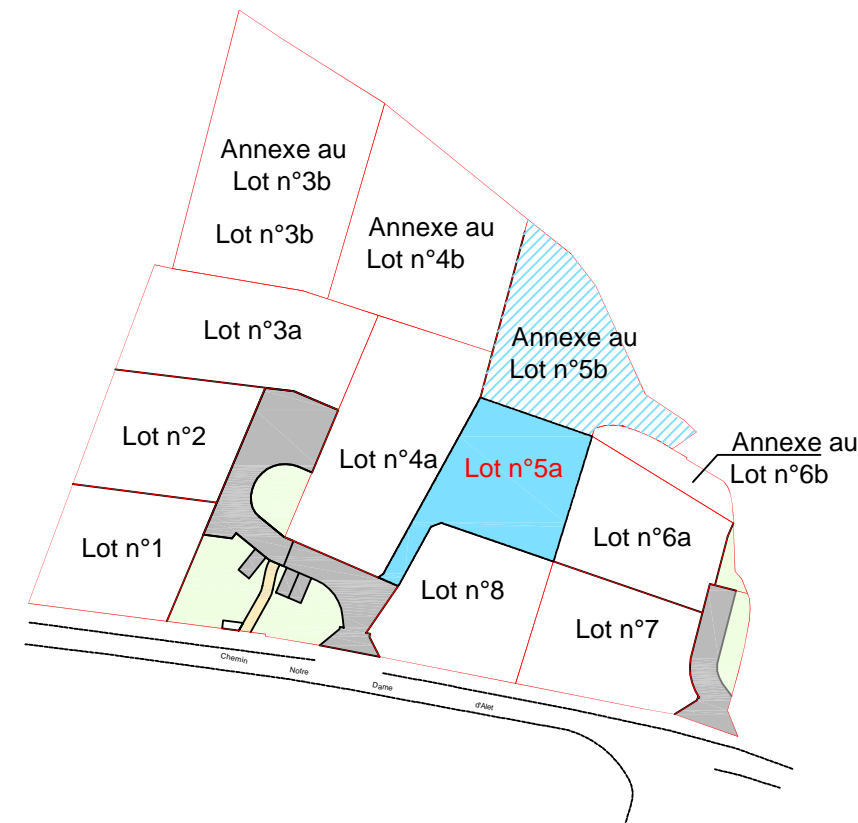 Annexe au
Lot n°3b
Lot n°3b
Annexe au
Lot n°4b
Lot n°3a
Annexe au
Lot n°5b
Lot n°2
Lot n°4a
Lot n°5a
Annexe au
Lot n°6b
Lot n°1
Lot n°6a
Lot n°8
Lot n°7
Chemin Notre Dame d'Alet